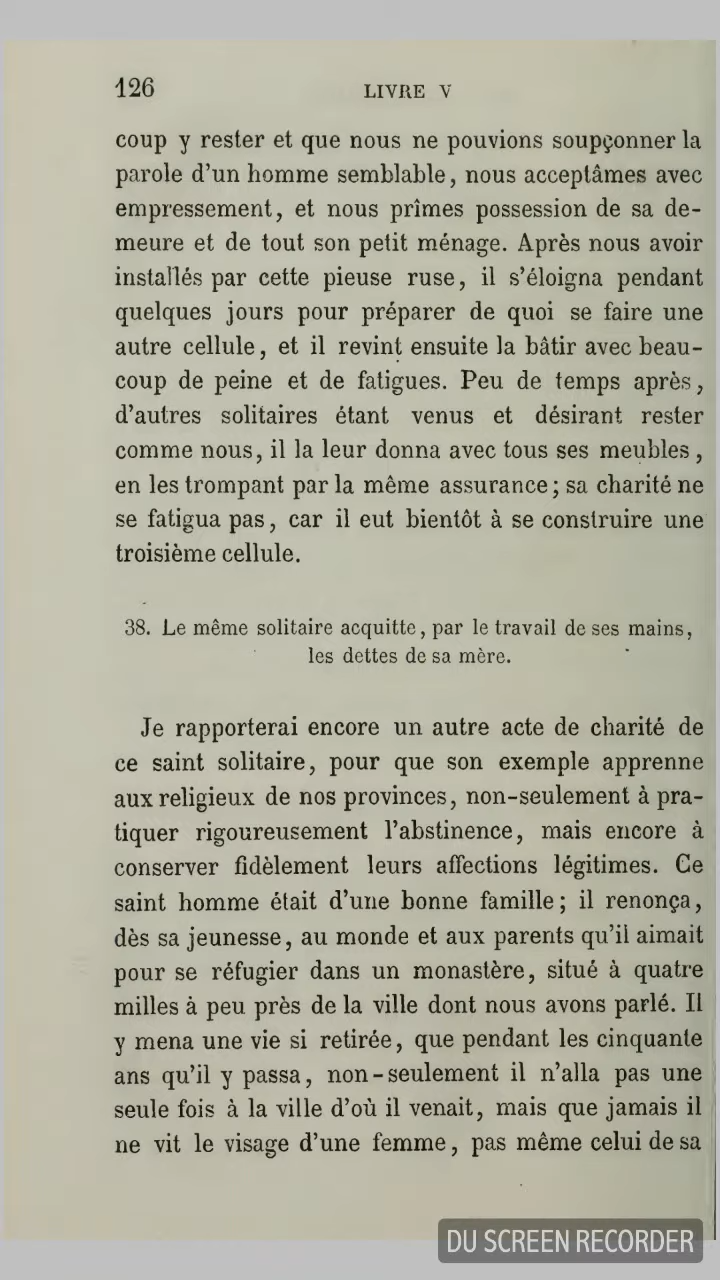 126
LIVRE V
coup y rester et que nous ne pouvions soupçonner la
parole d'un homme semblable, nous acceptâmes avec
empressement, et nous prîmes possession de sa de-
meure et de tout son petit ménage. Après nous avoir
installés par cette pieuse ruse, il s'éloigna pendant
quelques jours pour préparer de quoi se faire une
autre cellule, et il revint ensuite la bâtir avec beau-
coup de peine et de fatigues. Peu de temps après,
d'autres solitaires étant venus et désirant rester
comme nous, il la leur donna avec tous ses meubles,
en les trompant par la même assurance; sa charité ne
se fatigua pas, car il eut bientôt à se construire une
troisième cellule.
38. Le même solitaire acquitte, par le travail de ses mains,
les dettes de sa mère.
Je rapporterai encore un autre acte de charité de
ce saint solitaire, pour que son exemple apprenne
aux religieux de nos provinces, non-seulement à pra-
tiquer rigoureusement l'abstinence, mais encore à
conserver fidèlement leurs affections légitimes. Ce
saint homme était d'une bonne famille; il renonça,
dès sa jeunesse, au monde et aux parents qu'il aimait
pour se réfugier dans un monastère, situé à quatre
milles à peu près de la ville dont nous avons parlé. Il
y mena une vie si retirée, que pendant les cinquante
ans qu'il y passa, non-seulement il n'alla pas une
seule fois à la ville d'où il venait, mais que jamais il
ne vit le visage d'une femme, pas même celui de sa
DU SCREEN RECORDER